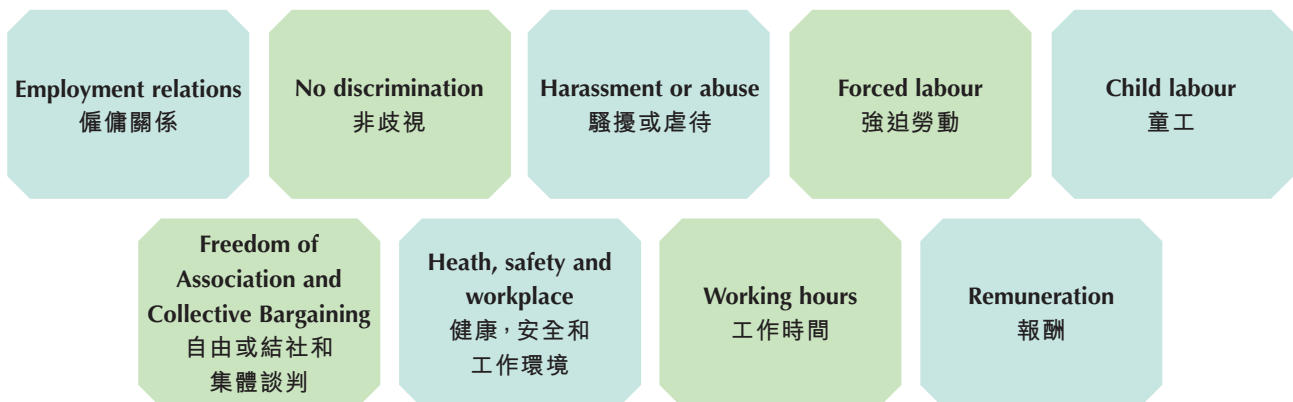 Employment relations
僱傭關係
No discrimination
非歧視
Harassment or abuse
騷擾或虐待
Forced labour
強迫勞動
Child labour
童工
Freedom of
Association and
Collective Bargaining
自由或結社和
集體談判
Heath, safety and
workplace
健康，安全和
工作環境
Working hours
工作時間
Remuneration
報酬